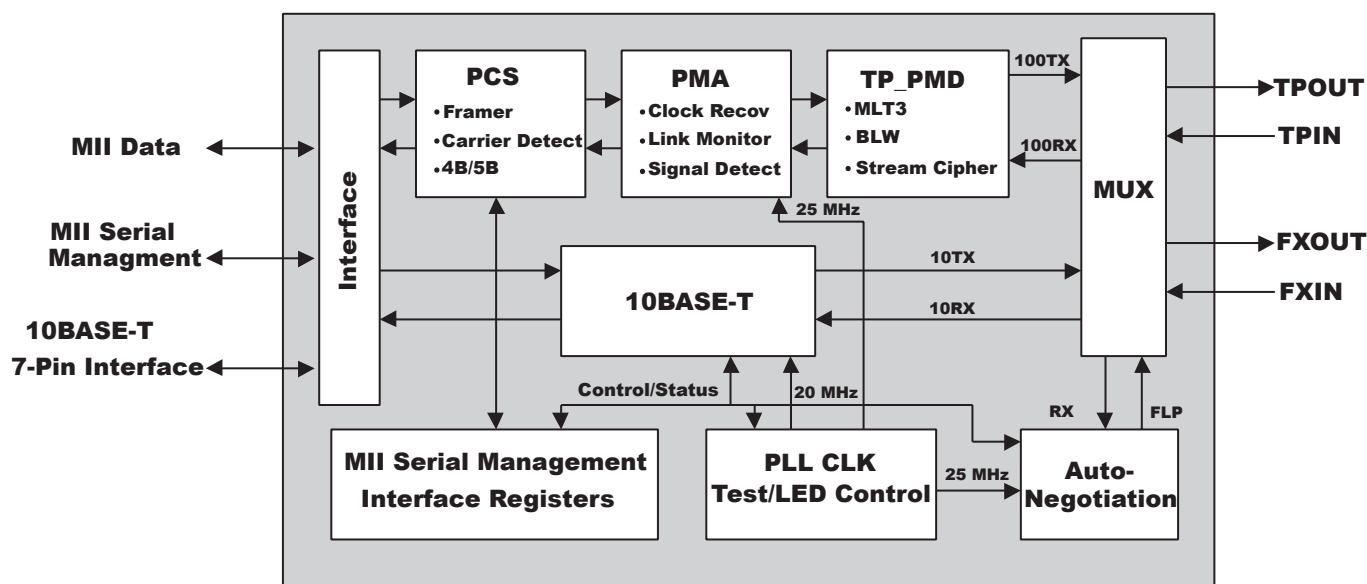 PCS
• Framer
• Carrier Detect
• 4B/5B
PMA
• Clock Recov
• Link Monitor
• Signal Detect
TP_PMD
• MLT3
• BLW
• Stream Cipher
100TX
100RX
MUX
TPOUT
TPIN
FXOUT
FXIN
MII Data
MII Serial
Managment
10BASE-T
7-Pin Interface
Interface
25 MHz
10BASE-T
10TX
10RX
Control/Status
20 MHz
RX
FLP
MII Serial Management
Interface Registers
PLL CLK
Test/LED Control
25 MHz
Auto-
Negotiation